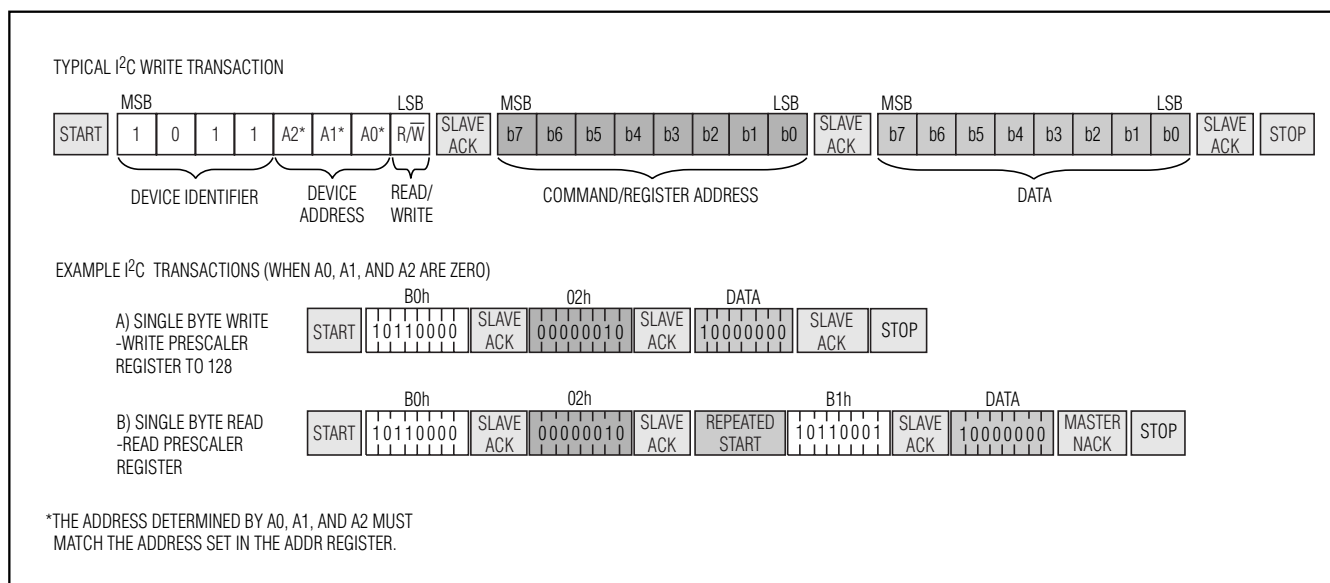 TYPICAL I²C WRITE TRANSACTION
MSB LSB MSB LSB MSB LSB
START 1 0 1 1 A2* A1* A0* R/W̅ SLAVE ACK b7 b6 b5 b4 b3 b2 b1 b0 SLAVE ACK b7 b6 b5 b4 b3 b2 b1 b0 SLAVE ACK STOP
DEVICE IDENTIFIER DEVICE ADDRESS READ/WRITE COMMAND/REGISTER ADDRESS DATA
EXAMPLE I²C TRANSACTIONS (WHEN A0, A1, AND A2 ARE ZERO)
B0h 02h DATA
A) SINGLE BYTE WRITE
-WRITE PRESCALER
REGISTER TO 128
START 10110000 SLAVE ACK 00000010 SLAVE ACK 10000000 SLAVE ACK STOP
B0h 02h B1h DATA
B) SINGLE BYTE READ
-READ PRESCALER
REGISTER
START 10110000 SLAVE ACK 00000010 SLAVE ACK REPEATED START 10110001 SLAVE ACK 10000000 MASTER NACK STOP
*THE ADDRESS DETERMINED BY A0, A1, AND A2 MUST
MATCH THE ADDRESS SET IN THE ADDR REGISTER.